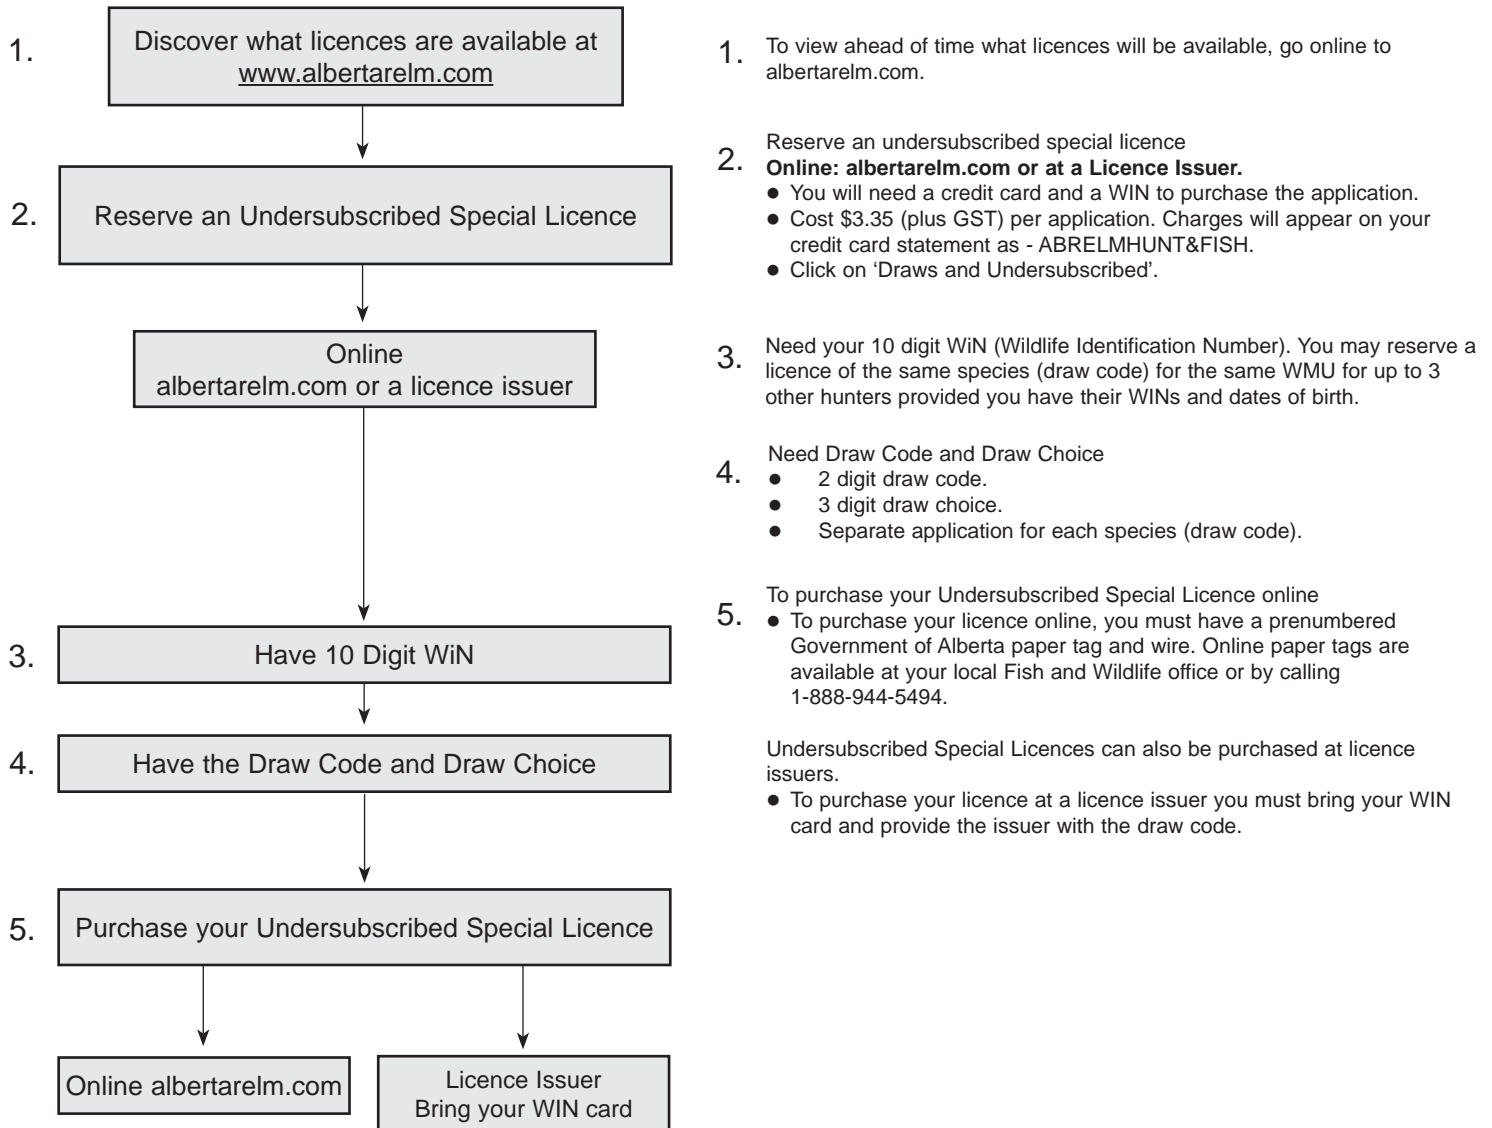 1.
Discover what licences are available at
www.albertarelm.com
2.
Reserve an Undersubscribed Special Licence
Online
albertarelm.com or a licence issuer
3.
Have 10 Digit WiN
4.
Have the Draw Code and Draw Choice
5.
Purchase your Undersubscribed Special Licence
Online albertarelm.com
Licence Issuer
Bring your WIN card
1. To view ahead of time what licences will be available, go online to
albertarelm.com.
Reserve an undersubscribed special licence
2. Online: albertarelm.com or at a Licence Issuer.
● You will need a credit card and a WIN to purchase the application.
● Cost $3.35 (plus GST) per application. Charges will appear on your
credit card statement as - ABRELMHUNT&FISH.
● Click on ‘Draws and Undersubscribed’.
3. Need your 10 digit WiN (Wildlife Identification Number). You may reserve a
licence of the same species (draw code) for the same WMU for up to 3
other hunters provided you have their WINs and dates of birth.
Need Draw Code and Draw Choice
4. ● 2 digit draw code.
● 3 digit draw choice.
● Separate application for each species (draw code).
To purchase your Undersubscribed Special Licence online
5. ● To purchase your licence online, you must have a prenumbered
Government of Alberta paper tag and wire. Online paper tags are
available at your local Fish and Wildlife office or by calling
1-888-944-5494.
Undersubscribed Special Licences can also be purchased at licence
issuers.
● To purchase your licence at a licence issuer you must bring your WIN
card and provide the issuer with the draw code.